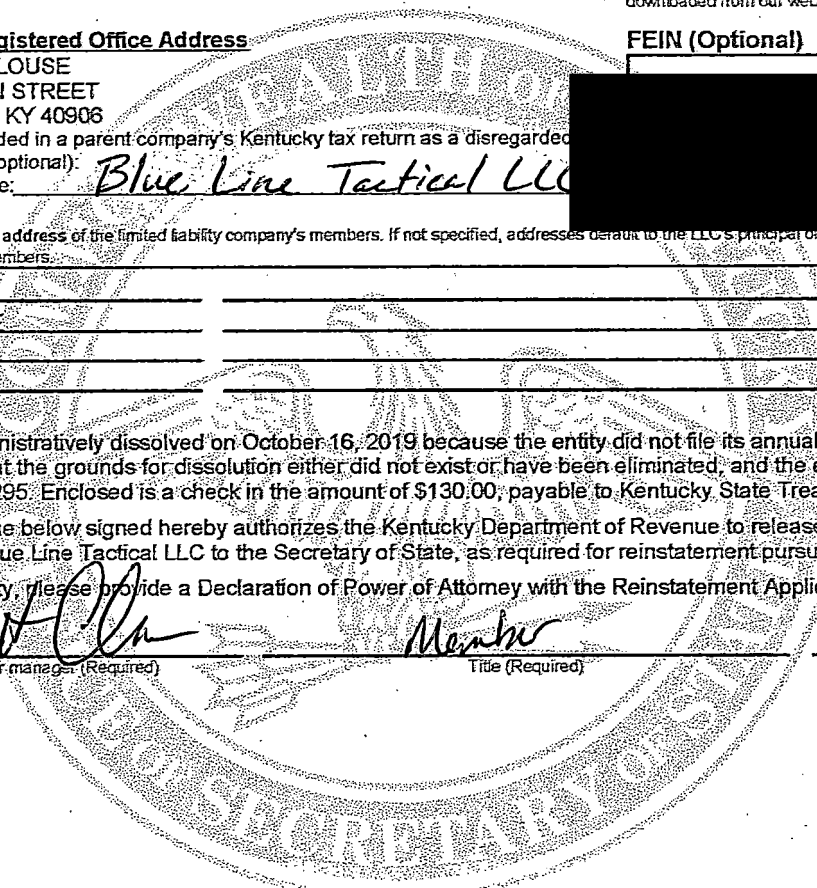 downloaded from our web
gistered Office Address
FEIN (Optional)
LOUSE
STREET
KY 40906
ded in a parent company's Kentucky tax return as a disregarded
optional):
e: Blue Line Tactical LLC
address of the limited liability company's members. If not specified, addresses default to the LLC's principal
mbers.
nistratively dissolved on October 16, 2019 because the entity did not file its annual
t the grounds for dissolution either did not exist or have been eliminated, and the e
295. Enclosed is a check in the amount of $130.00, payable to Kentucky State Trea
e below signed hereby authorizes the Kentucky Department of Revenue to release
ue Line Tactical LLC to the Secretary of State, as required for reinstatement pursu
y, please provide a Declaration of Power of Attorney with the Reinstatement Appli
Member
r manager (Required)
Title (Required)
SECRETARY OF ST